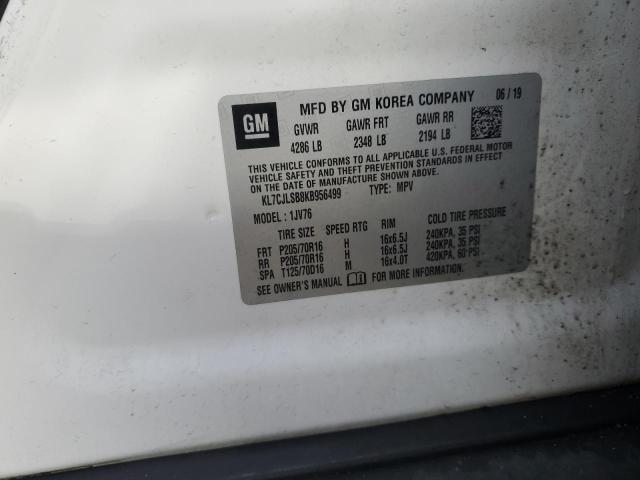 GM
MFD BY GM KOREA COMPANY 06/19
GVWR GAWR FRT GAWR RR
4286 LB 2348 LB 2194 LB
THIS VEHICLE CONFORMS TO ALL APPLICABLE U.S. FEDERAL MOTOR
VEHICLE SAFETY AND THEFT PREVENTION STANDARDS IN EFFECT ON
THE DATE OF MANUFACTURE SHOWN ABOVE.
KL7CJLSB8KB956499 TYPE: MPV
MODEL: 1JV76
TIRE SIZE SPEED RTG RIM COLD TIRE PRESSURE
FRT P205/70R16 H 16x6.5J 240KPA, 35 PSI
RR P205/70R16 H 16x6.5J 240KPA, 35 PSI
SPA T125/70D16 M 16x4.0T 420KPA, 60 PSI
SEE OWNER'S MANUAL FOR MORE INFORMATION.